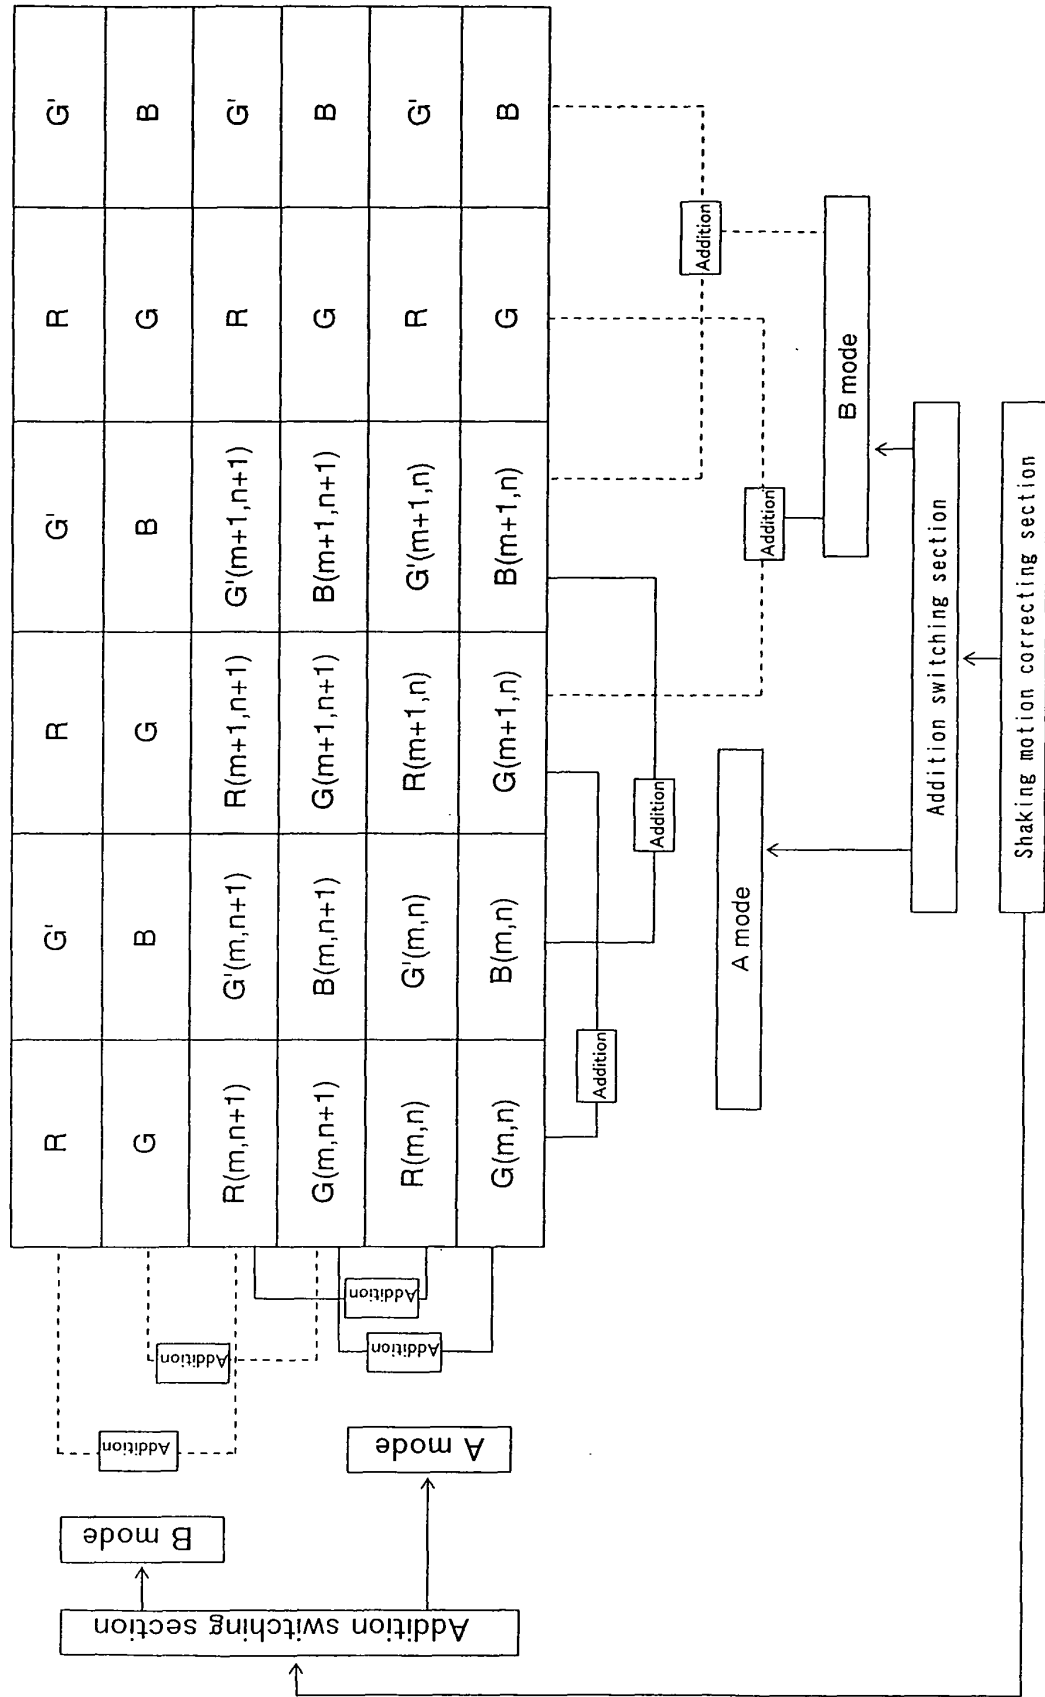 R G' R G' R G'
G B G B G B
R(m,n+1) G'(m,n+1) R(m+1,n+1) G'(m+1,n+1) R G'
G(m,n+1) B(m,n+1) G(m+1,n+1) B(m+1,n+1) G B
R(m,n) G'(m,n) R(m+1,n) G'(m+1,n) R G'
G(m,n) B(m,n) G(m+1,n) B(m+1,n) G B
Addition
Addition
Addition
Addition
B mode
A mode
Addition switching section
Addition
Addition
Addition
Addition
A mode
B mode
Addition switching section
Shaking motion correcting section